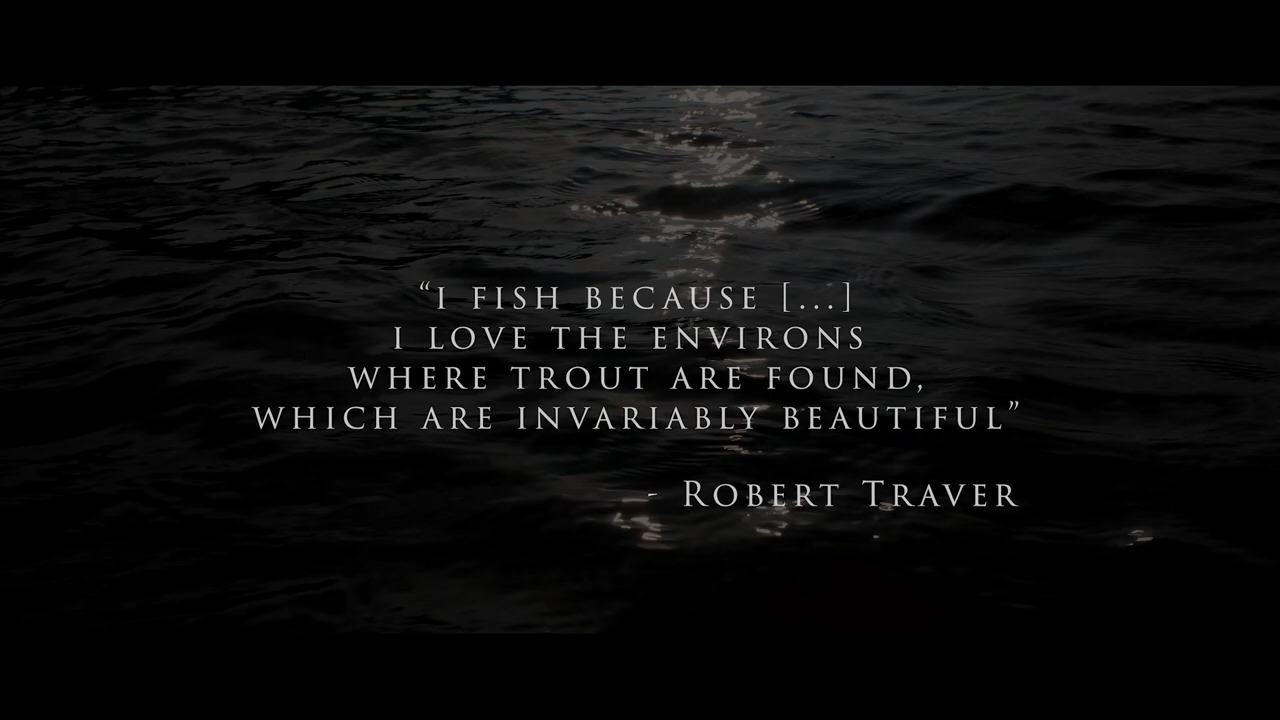 “I FISH BECAUSE [...]
I LOVE THE ENVIRONS
WHERE TROUT ARE FOUND,
WHICH ARE INVARIABLY BEAUTIFUL”
- ROBERT TRAVER